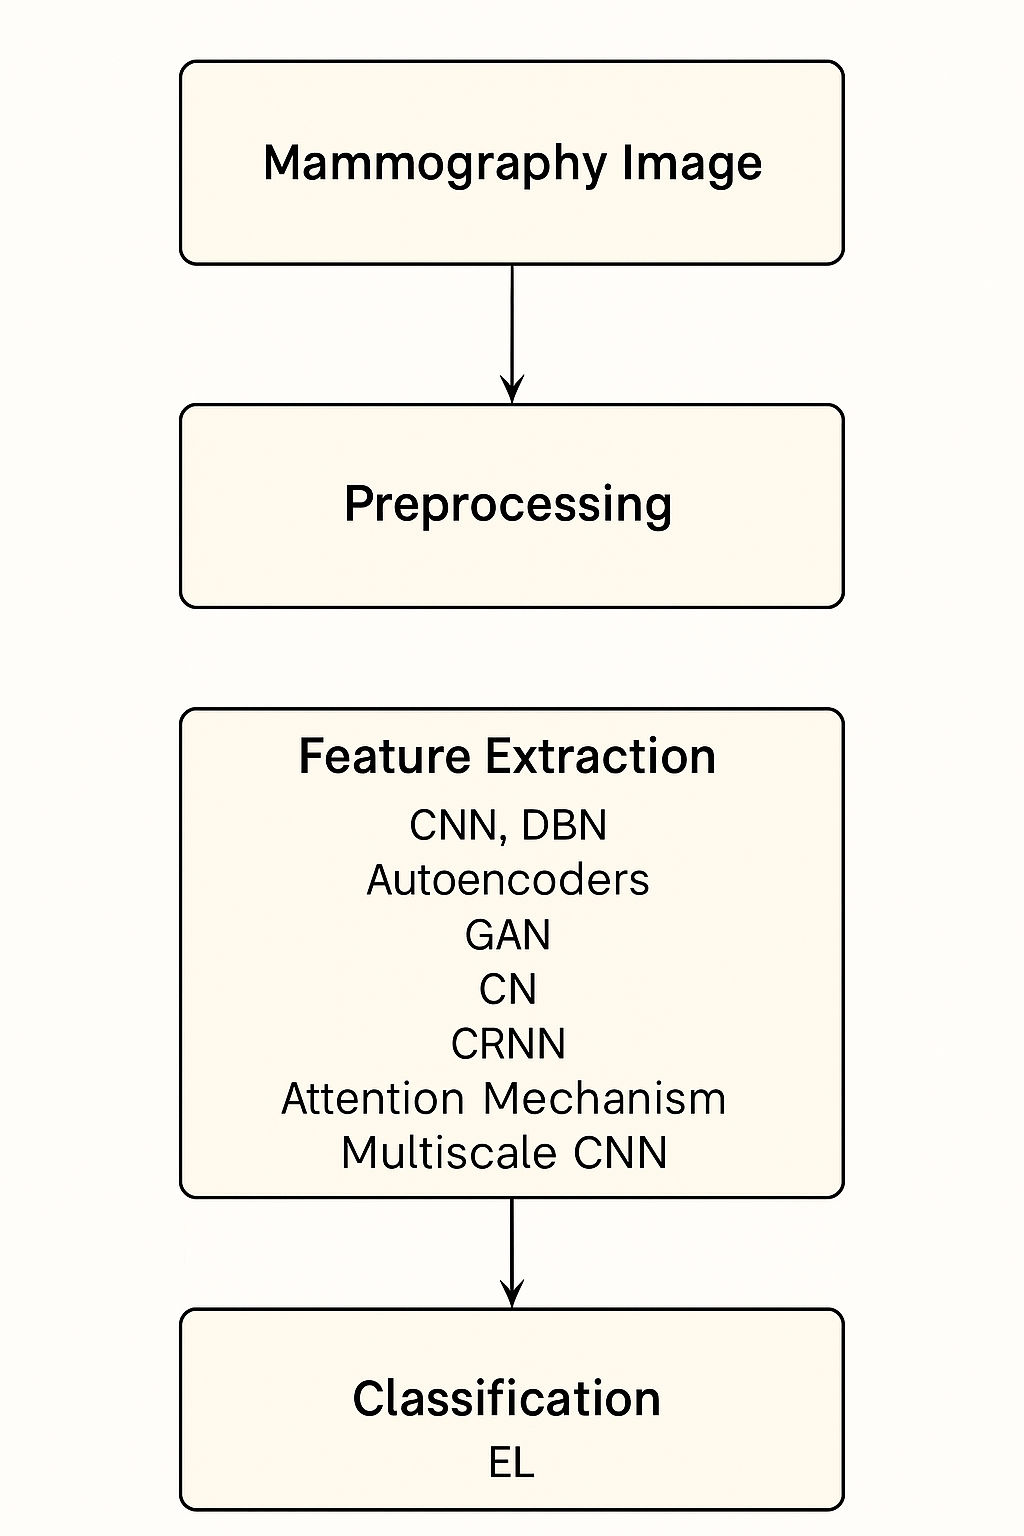 Mammography Image
Preprocessing
Feature Extraction
CNN, DBN
Autoencoders
GAN
CN
CRNN
Attention Mechanism
Multiscale CNN
Classification
EL